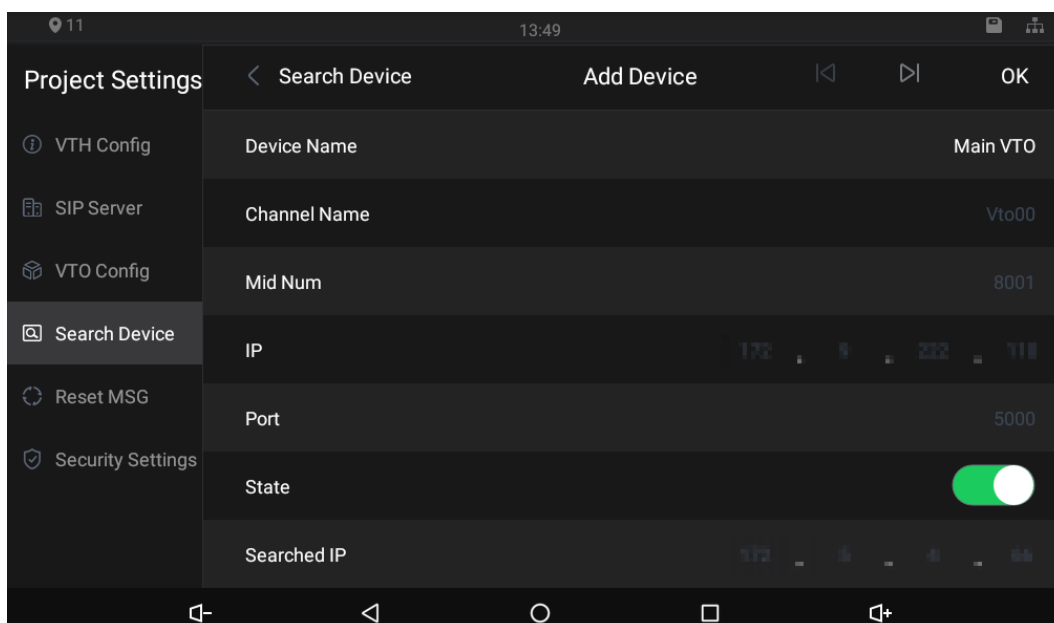 11
13:49
Project Settings
Search Device
Add Device
OK
VTH Config
SIP Server
VTO Config
Search Device
Reset MSG
Security Settings
Device Name
Main VTO
Channel Name
Vto00
Mid Num
8001
IP
Port
5000
State
Searched IP